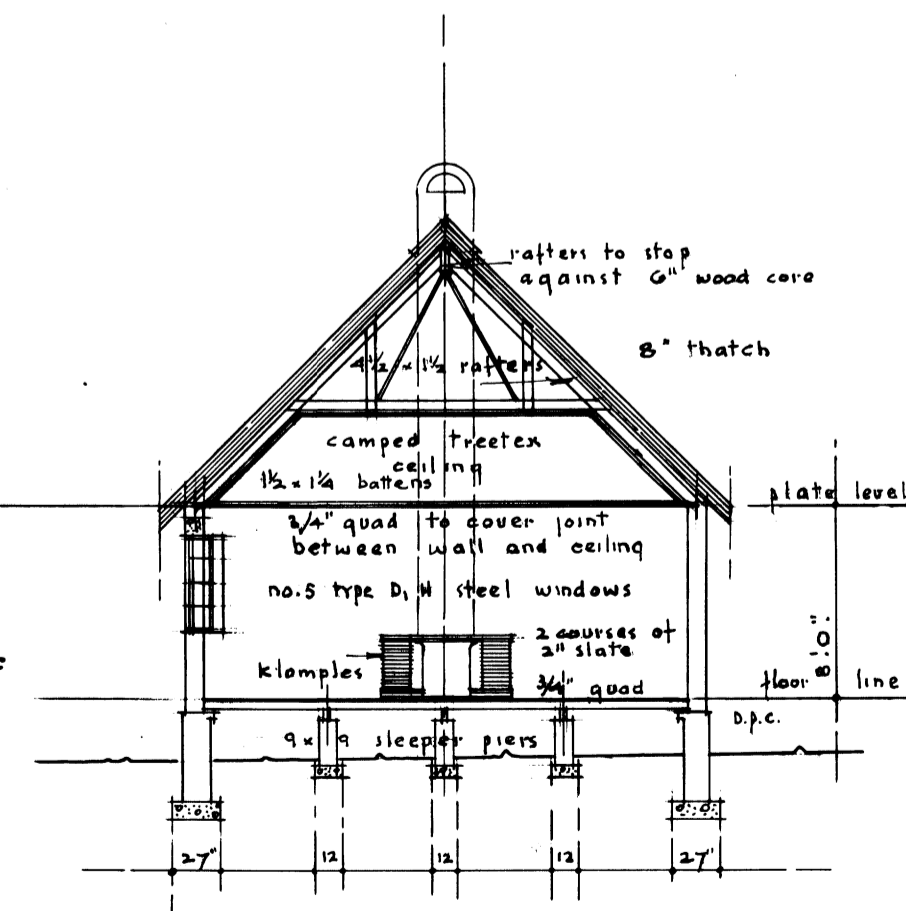 rafters to stop
against 6" wood core
8" thatch
4½ x 1½ rafters
camped treetex
ceiling
1½ x 1¼ battens
plate level
3/4" quad to cover joint
between wall and ceiling
no.5 type D, H steel windows
2 courses of
2" slate
8'.0".
klamples
3/4" quad
floor line
D.p.c.
9 x 9 sleeper piers
27" 12 12 12 27"